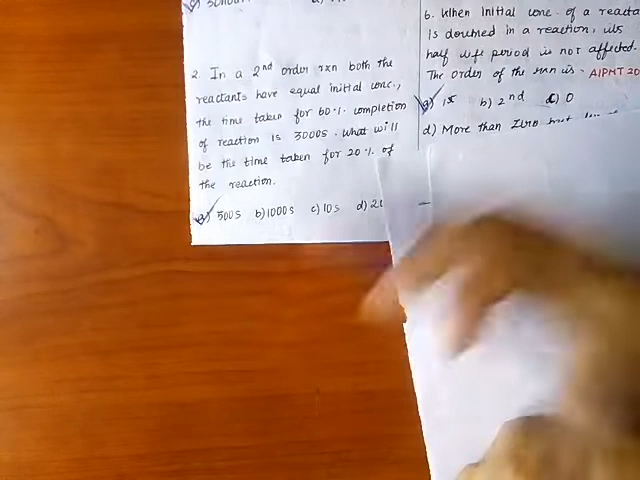 2. In a 2nd order rxn both the
reactants have equal initial conc.,
the time taken for 60·1. completion
of reaction is 3000s. What will
be the time taken for 20·1. of
the reaction.
a) 500s b) 1000s c) 10s d) 20
6. When initial conc. of a reacta
is doubled in a reaction, its
half life period is not affected.
The order of the rxn is - AIPMT 20
a) 1st b) 2nd c) 0
d) More than Zero but